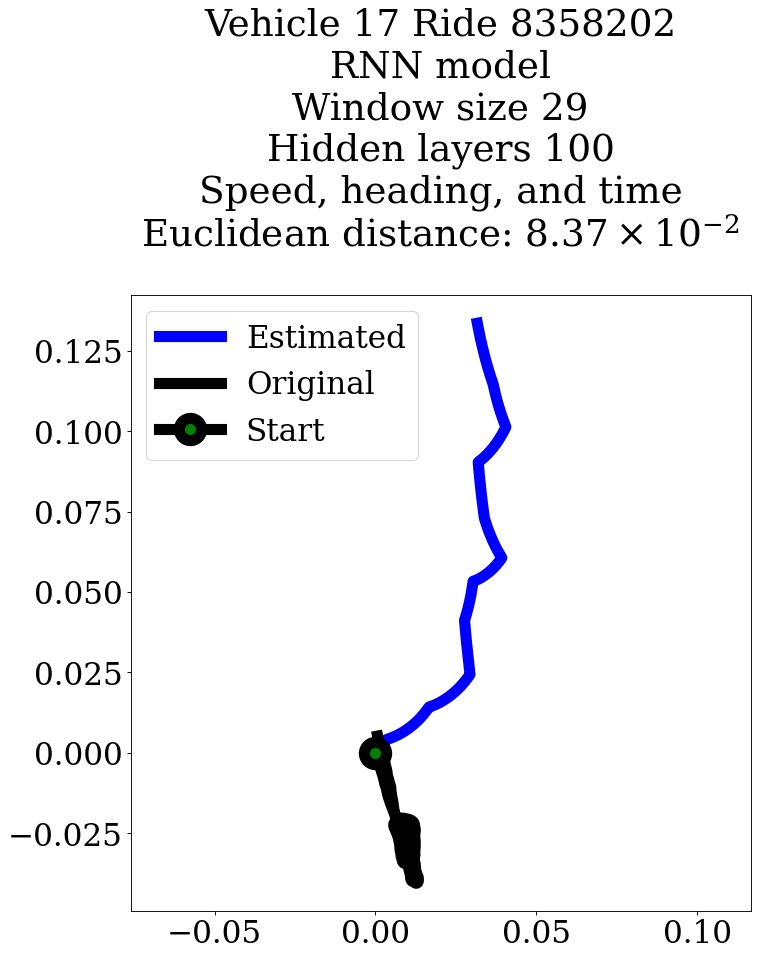 Vehicle 17 Ride 8358202
RNN model
Window size 29
Hidden layers 100
Speed, heading, and time
Euclidean distance: 8.37 × 10⁻²
Estimated
Original
Start
0.125
0.100
0.075
0.050
0.025
0.000
−0.025
−0.05 0.00 0.05 0.10